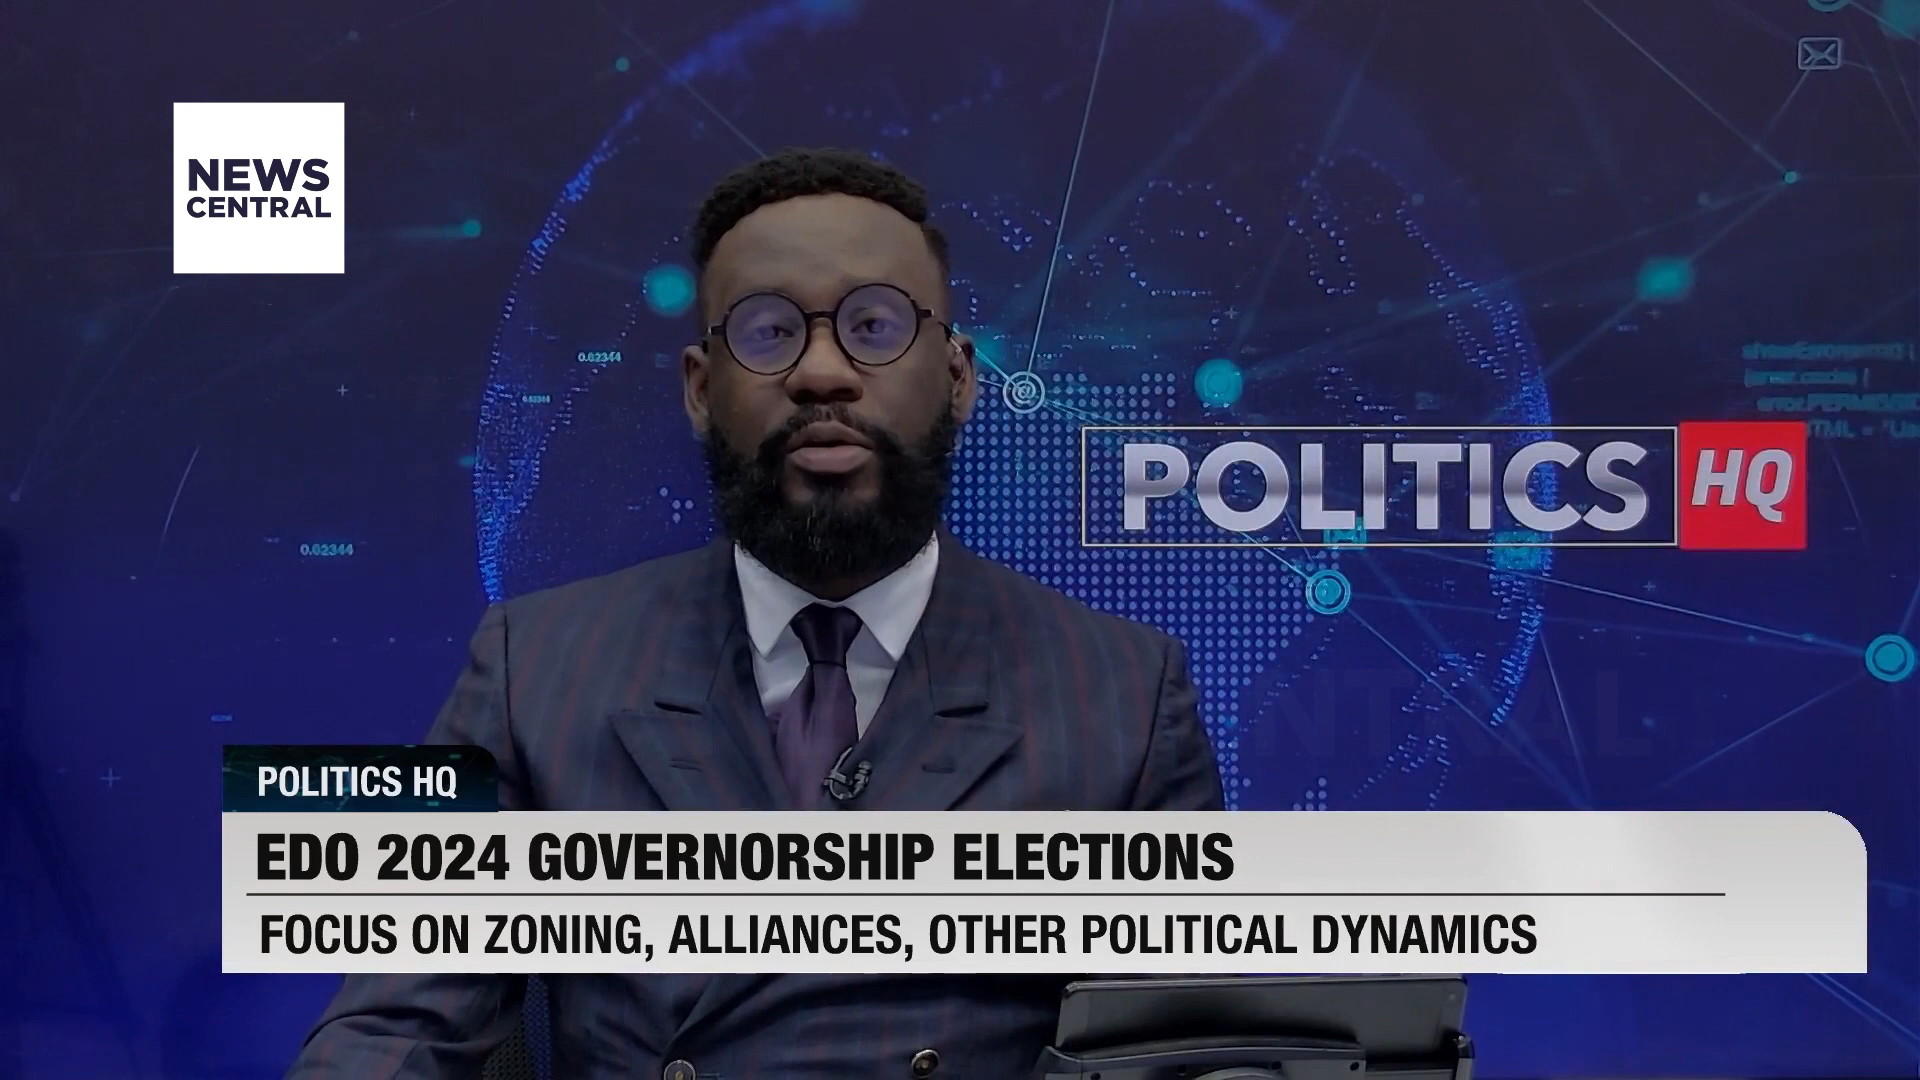 NEWS
CENTRAL
0.02344
POLITICS HQ
0.02344
POLITICS HQ
EDO 2024 GOVERNORSHIP ELECTIONS
FOCUS ON ZONING, ALLIANCES, OTHER POLITICAL DYNAMICS